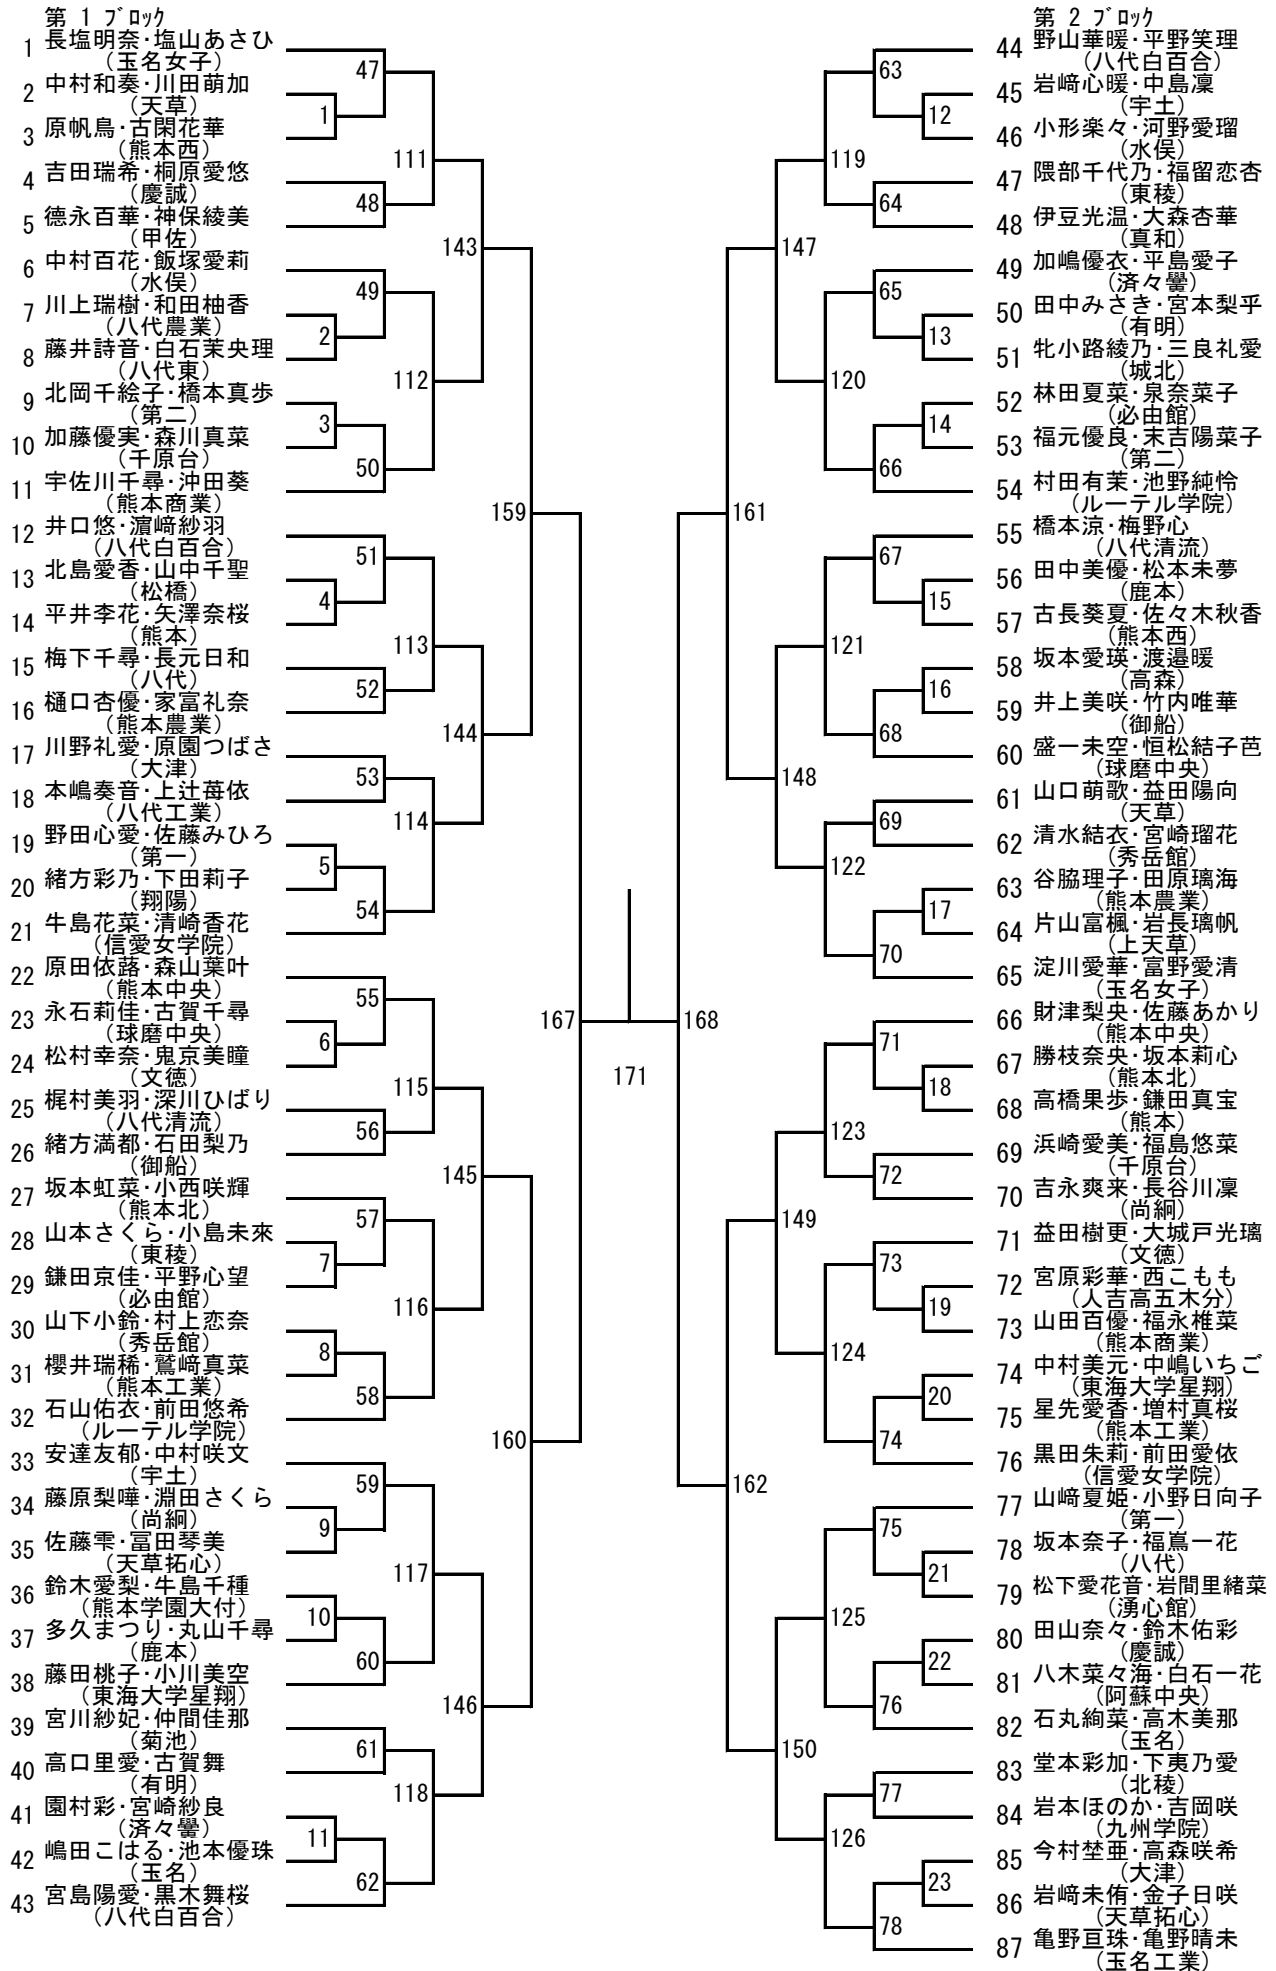 第 1 ブロック
1 長塩明奈・塩山あさひ
(玉名女子)
2 中村和奏・川田萌加
(天草)
3 原帆鳥・古閑花華
(熊本西)
4 吉田瑞希・桐原愛悠
(慶誠)
5 德永百華・神保綾美
(甲佐)
6 中村百花・飯塚愛莉
(水俣)
7 川上瑞樹・和田柚香
(八代農業)
8 藤井詩音・白石茉央理
(八代東)
9 北岡千絵子・橋本真歩
(第二)
10 加藤優実・森川真菜
(千原台)
11 宇佐川千尋・沖田葵
(熊本商業)
12 井口悠・濵﨑紗羽
(八代白百合)
13 北島愛香・山中千聖
(松橋)
14 平井李花・矢澤奈桜
(熊本)
15 梅下千尋・長元日和
(八代)
16 樋口杏優・家富礼奈
(熊本農業)
17 川野礼愛・原園つばさ
(大津)
18 本嶋奏音・上辻苺依
(八代工業)
19 野田心愛・佐藤みひろ
(第一)
20 緒方彩乃・下田莉子
(翔陽)
21 牛島花菜・清崎香花
(信愛女学院)
22 原田依蕗・森山葉叶
(熊本中央)
23 永石莉佳・古賀千尋
(球磨中央)
24 松村幸奈・鬼京美瞳
(文徳)
25 梶村美羽・深川ひばり
(八代清流)
26 緒方満都・石田梨乃
(御船)
27 坂本虹菜・小西咲輝
(熊本北)
28 山本さくら・小島未來
(東稜)
29 鎌田京佳・平野心望
(必由館)
30 山下小鈴・村上恋奈
(秀岳館)
31 櫻井瑞稀・鷲﨑真菜
(熊本工業)
32 石山佑衣・前田悠希
(ルーテル学院)
33 安達友郁・中村咲文
(宇土)
34 藤原梨嘩・淵田さくら
(尚絅)
35 佐藤雫・冨田琴美
(天草拓心)
36 鈴木愛梨・牛島千種
(熊本学園大付)
37 多久まつり・丸山千尋
(鹿本)
38 藤田桃子・小川美空
(東海大学星翔)
39 宮川紗妃・仲間佳那
(菊池)
40 高口里愛・古賀舞
(有明)
41 園村彩・宮崎紗良
(済々黌)
42 嶋田こはる・池本優珠
(玉名)
43 宮島陽愛・黒木舞桜
(八代白百合)
47
1
111
48
143
49
2
112
3
50
159
51
4
113
52
144
53
114
5
54
167
55
6
115
56
145
57
7
116
8
58
160
59
9
117
10
60
146
61
118
11
62
171
168
63
12
119
64
147
65
13
120
14
66
161
67
15
121
16
68
148
69
122
17
70
71
18
123
72
149
73
19
124
20
74
162
75
21
125
22
76
150
77
126
23
78
第 2 ブロック
44 野山華暖・平野笑理
(八代白百合)
45 岩﨑心暖・中島凜
(宇土)
46 小形楽々・河野愛瑠
(水俣)
47 隈部千代乃・福留恋杏
(東稜)
48 伊豆光温・大森杏華
(真和)
49 加嶋優衣・平島愛子
(済々黌)
50 田中みさき・宮本梨乎
(有明)
51 牝小路綾乃・三良礼愛
(城北)
52 林田夏菜・泉奈菜子
(必由館)
53 福元優良・末吉陽菜子
(第二)
54 村田有茉・池野純怜
(ルーテル学院)
55 橋本涼・梅野心
(八代清流)
56 田中美優・松本未夢
(鹿本)
57 古長葵夏・佐々木秋香
(熊本西)
58 坂本愛瑛・渡邉暖
(高森)
59 井上美咲・竹内唯華
(御船)
60 盛一未空・恒松結子芭
(球磨中央)
61 山口萌歌・益田陽向
(天草)
62 清水結衣・宮崎瑠花
(秀岳館)
63 谷脇理子・田原璃海
(熊本農業)
64 片山富楓・岩長璃帆
(上天草)
65 淀川愛華・富野愛清
(玉名女子)
66 財津梨央・佐藤あかり
(熊本中央)
67 勝枝奈央・坂本莉心
(熊本北)
68 高橋果歩・鎌田真宝
(熊本)
69 浜崎愛美・福島悠菜
(千原台)
70 吉永爽来・長谷川凜
(尚絅)
71 益田樹更・大城戸光璃
(文徳)
72 宮原彩華・西こもも
(人吉高五木分)
73 山田百優・福永椎菜
(熊本商業)
74 中村美元・中嶋いちご
(東海大学星翔)
75 星先愛香・増村真桜
(熊本工業)
76 黒田朱莉・前田愛依
(信愛女学院)
77 山﨑夏姫・小野日向子
(第一)
78 坂本奈子・福嶌一花
(八代)
79 松下愛花音・岩間里緒菜
(湧心館)
80 田山奈々・鈴木佑彩
(慶誠)
81 八木菜々海・白石一花
(阿蘇中央)
82 石丸絢菜・高木美那
(玉名)
83 堂本彩加・下夷乃愛
(北稜)
84 岩本ほのか・吉岡咲
(九州学院)
85 今村埜亜・高森咲希
(大津)
86 岩﨑未侑・金子日咲
(天草拓心)
87 亀野亘珠・亀野晴未
(玉名工業)